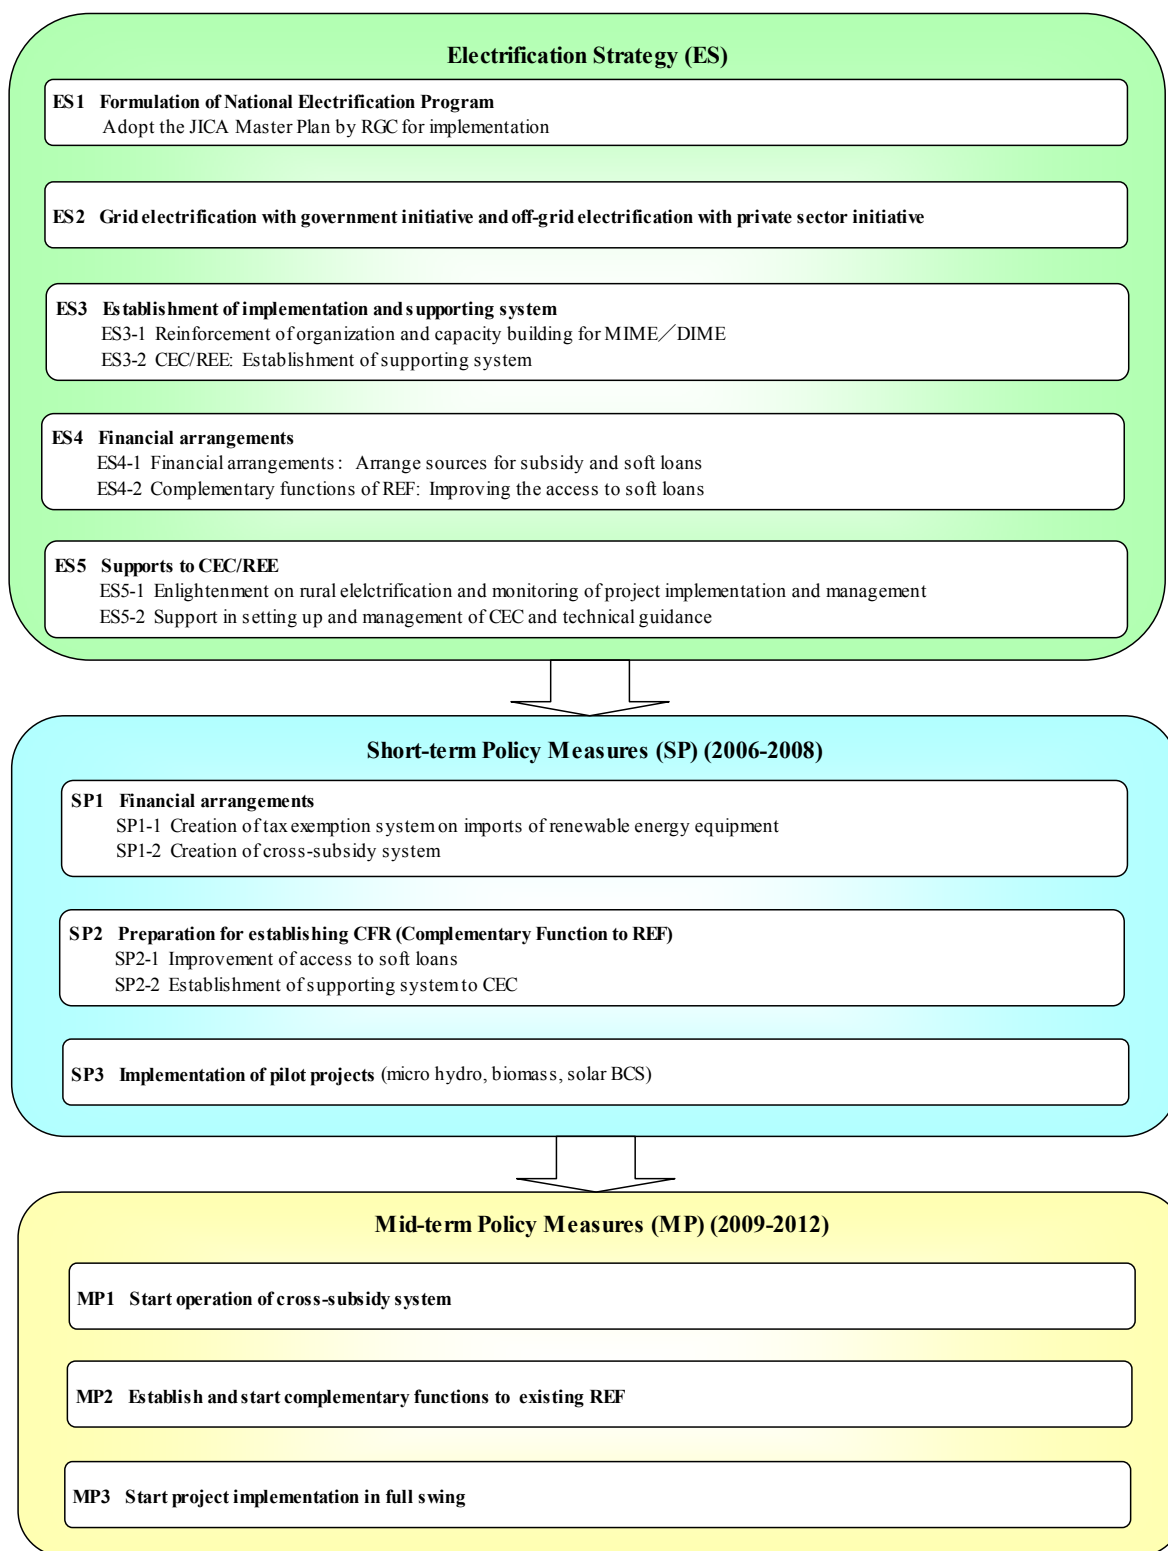 Electrification Strategy (ES)
ES1 Formulation of National Electrification Program
Adopt the JICA Master Plan by RGC for implementation
ES2 Grid electrification with government initiative and off-grid electrification with private sector initiative
ES3 Establishment of implementation and supporting system
ES3-1 Reinforcement of organization and capacity building for MIME／DIME
ES3-2 CEC/REE: Establishment of supporting system
ES4 Financial arrangements
ES4-1 Financial arrangements: Arrange sources for subsidy and soft loans
ES4-2 Complementary functions of REF: Improving the access to soft loans
ES5 Supports to CEC/REE
ES5-1 Enlightenment on rural elelctrification and monitoring of project implementation and management
ES5-2 Support in setting up and management of CEC and technical guidance
Short-term Policy Measures (SP) (2006-2008)
SP1 Financial arrangements
SP1-1 Creation of tax exemption system on imports of renewable energy equipment
SP1-2 Creation of cross-subsidy system
SP2 Preparation for establishing CFR (Complementary Function to REF)
SP2-1 Improvement of access to soft loans
SP2-2 Establishment of supporting system to CEC
SP3 Implementation of pilot projects (micro hydro, biomass, solar BCS)
Mid-term Policy Measures (MP) (2009-2012)
MP1 Start operation of cross-subsidy system
MP2 Establish and start complementary functions to existing REF
MP3 Start project implementation in full swing